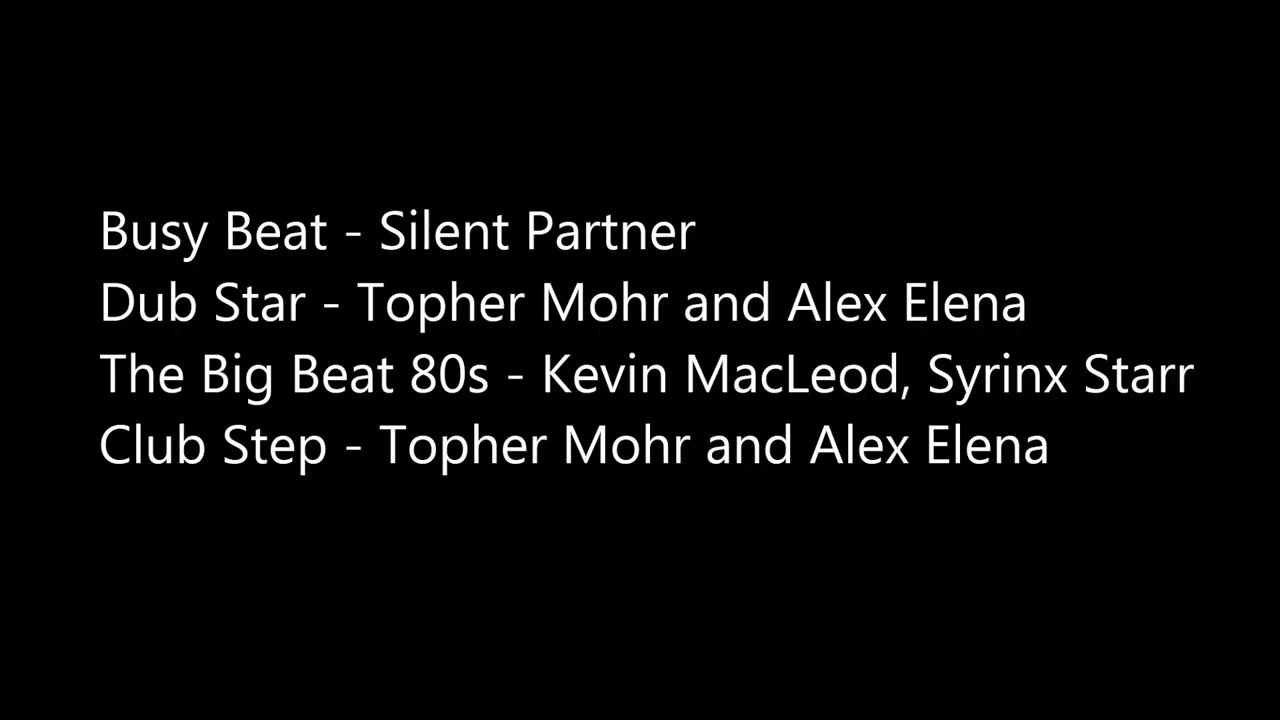 Busy Beat - Silent Partner
Dub Star - Topher Mohr and Alex Elena
The Big Beat 80s - Kevin MacLeod, Syrinx Starr
Club Step - Topher Mohr and Alex Elena